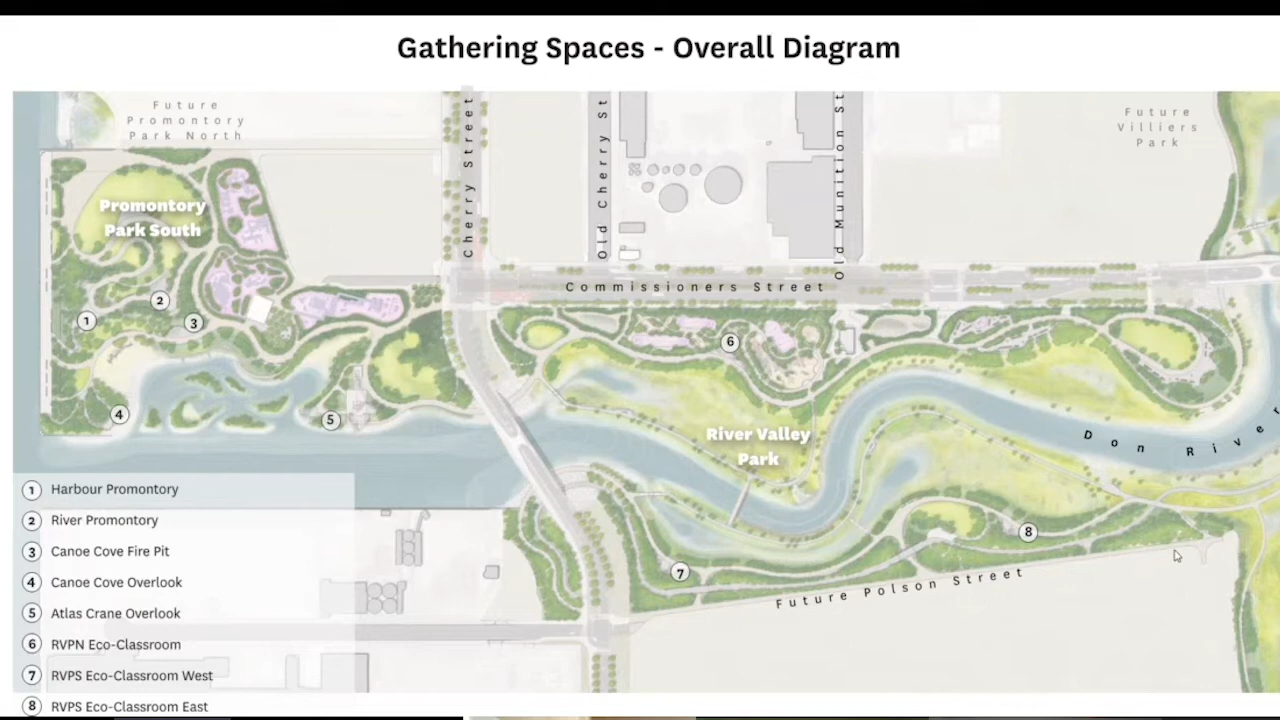 Gathering Spaces - Overall Diagram
Future
Promontory
Park North
Cherry Street
Old Cherry St
Old Munition St
Future
Villiers
Park
Promontory
Park South
Commissioners Street
1
2
3
4
5
6
7
8
River Valley
Park
Don River
Future Polson Street
1 Harbour Promontory
2 River Promontory
3 Canoe Cove Fire Pit
4 Canoe Cove Overlook
5 Atlas Crane Overlook
6 RVPN Eco-Classroom
7 RVPS Eco-Classroom West
8 RVPS Eco-Classroom East